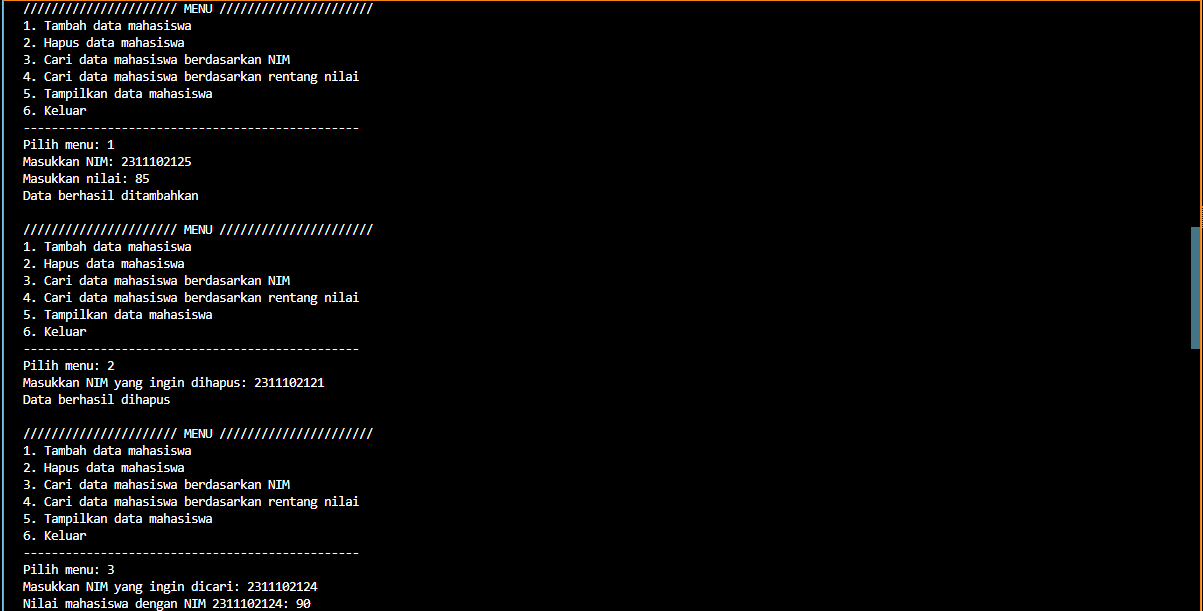 ////////////////////// MENU //////////////////////
1. Tambah data mahasiswa
2. Hapus data mahasiswa
3. Cari data mahasiswa berdasarkan NIM
4. Cari data mahasiswa berdasarkan rentang nilai
5. Tampilkan data mahasiswa
6. Keluar
------------------------------------------------
Pilih menu: 1
Masukkan NIM: 2311102125
Masukkan nilai: 85
Data berhasil ditambahkan
////////////////////// MENU //////////////////////
1. Tambah data mahasiswa
2. Hapus data mahasiswa
3. Cari data mahasiswa berdasarkan NIM
4. Cari data mahasiswa berdasarkan rentang nilai
5. Tampilkan data mahasiswa
6. Keluar
------------------------------------------------
Pilih menu: 2
Masukkan NIM yang ingin dihapus: 2311102121
Data berhasil dihapus
////////////////////// MENU //////////////////////
1. Tambah data mahasiswa
2. Hapus data mahasiswa
3. Cari data mahasiswa berdasarkan NIM
4. Cari data mahasiswa berdasarkan rentang nilai
5. Tampilkan data mahasiswa
6. Keluar
------------------------------------------------
Pilih menu: 3
Masukkan NIM yang ingin dicari: 2311102124
Nilai mahasiswa dengan NIM 2311102124: 90